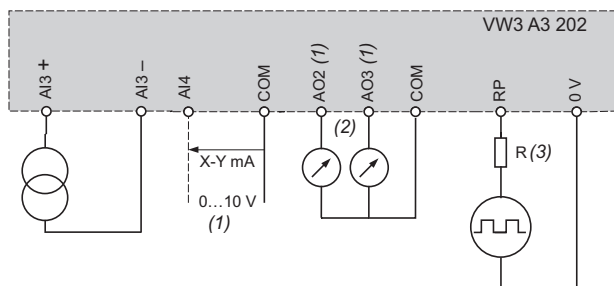 VW3 A3 202
AI3 +
AI3 –
AI4
COM
AO2 (1)
AO3 (1)
COM
RP
0 V
(2)
X-Y mA
R (3)
0...10 V
(1)